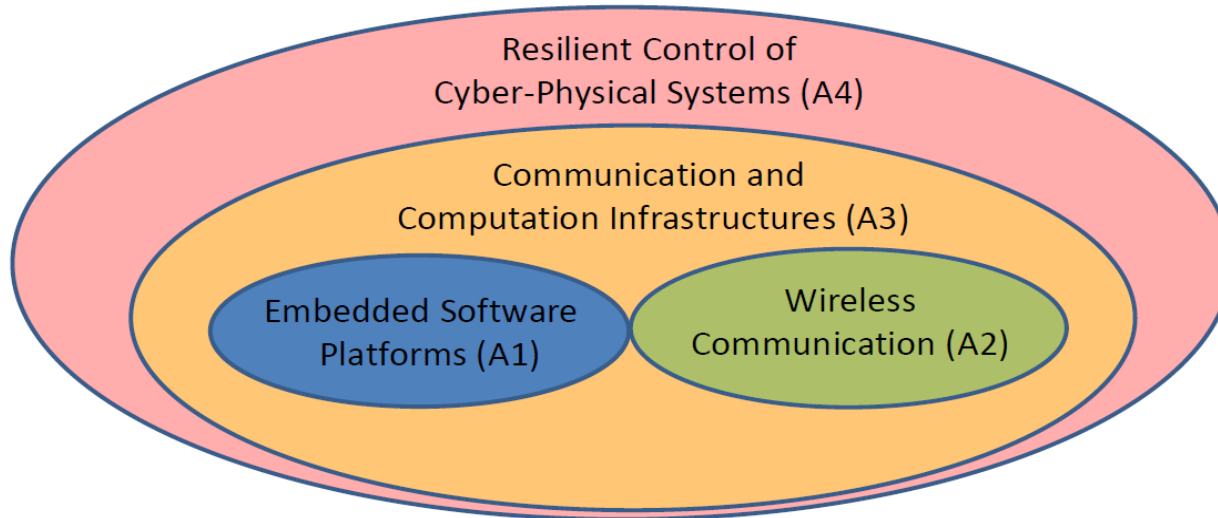 Resilient Control of
Cyber-Physical Systems (A4)
Communication and
Computation Infrastructures (A3)
Embedded Software
Platforms (A1)
Wireless
Communication (A2)